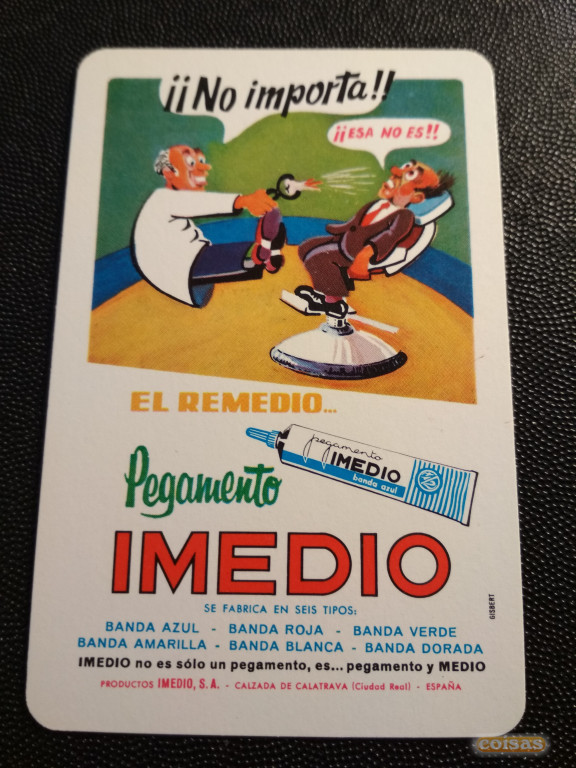 ¡¡No importa!!
¡¡ESA NO ES!!
EL REMEDIO...
pegamento
IMEDIO
banda azul
Pegamento
IMEDIO
SE FABRICA EN SEIS TIPOS:
BANDA AZUL - BANDA ROJA - BANDA VERDE
BANDA AMARILLA - BANDA BLANCA - BANDA DORADA
IMEDIO no es sólo un pegamento, es... pegamento y MEDIO
PRODUCTOS IMEDIO, S.A. - CALZADA DE CALATRAVA (Ciudad Real) - ESPAÑA
GISBERT
coisas